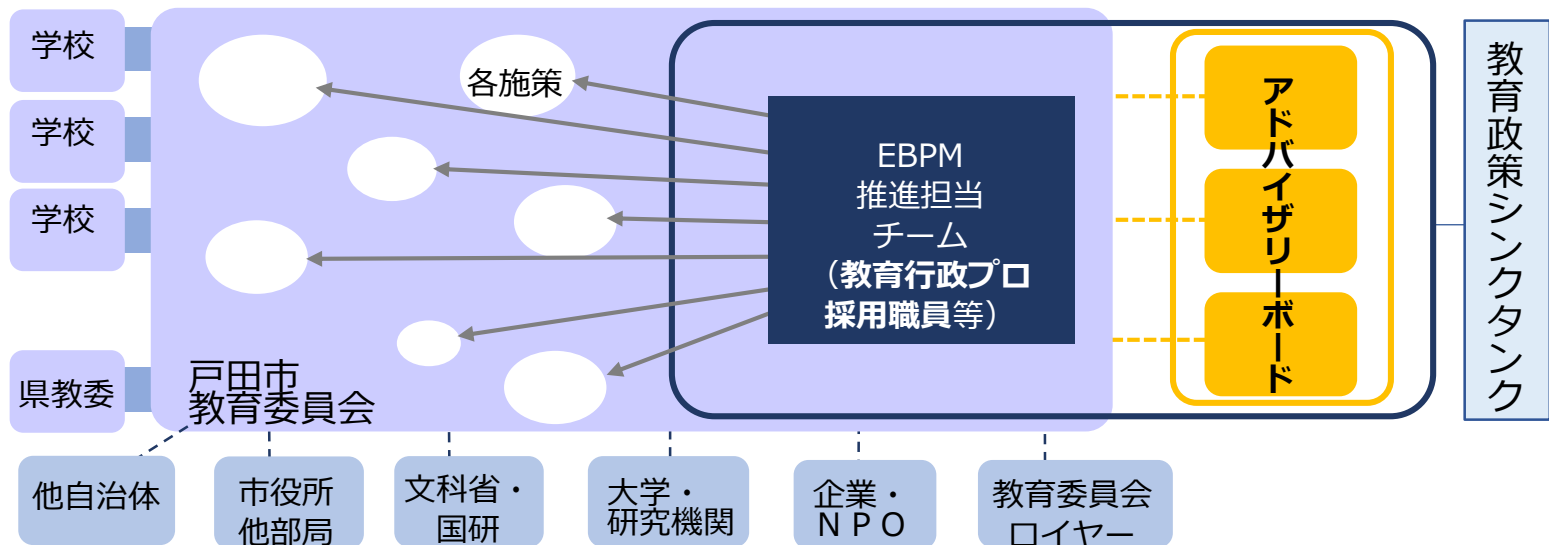 学校
学校
学校
県教委
各施策
戸田市
教育委員会
EBPM
推進担当
チーム
（教育行政プロ
採用職員等）
アドバイザリーボード
教育政策シンクタンク
他自治体
市役所
他部局
文科省・
国研
大学・
研究機関
企業・
ＮＰＯ
教育委員会
ロイヤー